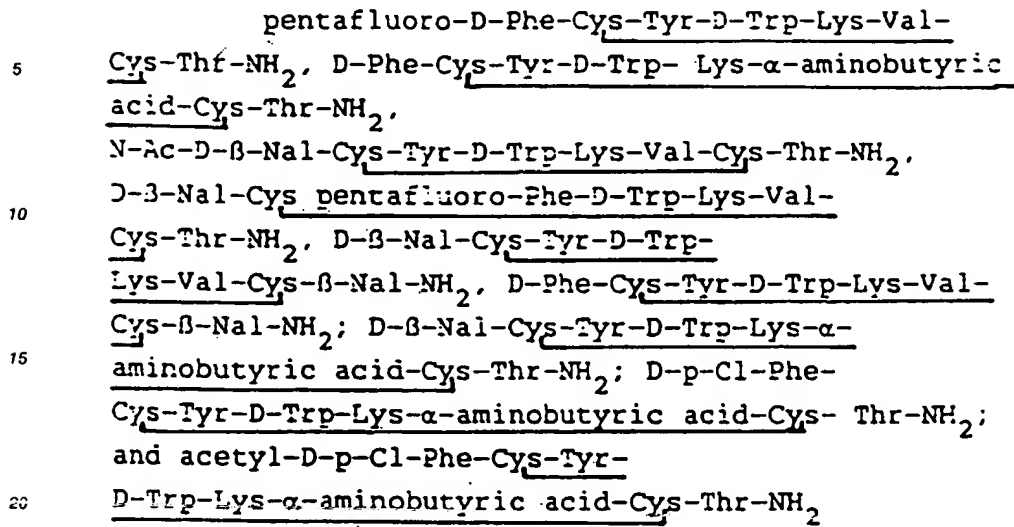 pentafluoro-D-Phe-Cys-Tyr-D-Trp-Lys-Val-
5 Cys-Thr-NH2, D-Phe-Cys-Tyr-D-Trp- Lys-α-aminobutyric
acid-Cys-Thr-NH2,
N-Ac-D-β-Nal-Cys-Tyr-D-Trp-Lys-Val-Cys-Thr-NH2,
10 D-β-Nal-Cys pentafluoro-Phe-D-Trp-Lys-Val-
Cys-Thr-NH2, D-β-Nal-Cys-Tyr-D-Trp-
Lys-Val-Cys-β-Nal-NH2, D-Phe-Cys-Tyr-D-Trp-Lys-Val-
Cys-β-Nal-NH2; D-β-Nal-Cys-Tyr-D-Trp-Lys-α-
15 aminobutyric acid-Cys-Thr-NH2; D-p-Cl-Phe-
Cys-Tyr-D-Trp-Lys-α-aminobutyric acid-Cys- Thr-NH2;
and acetyl-D-p-Cl-Phe-Cys-Tyr-
20 D-Trp-Lys-α-aminobutyric acid-Cys-Thr-NH2